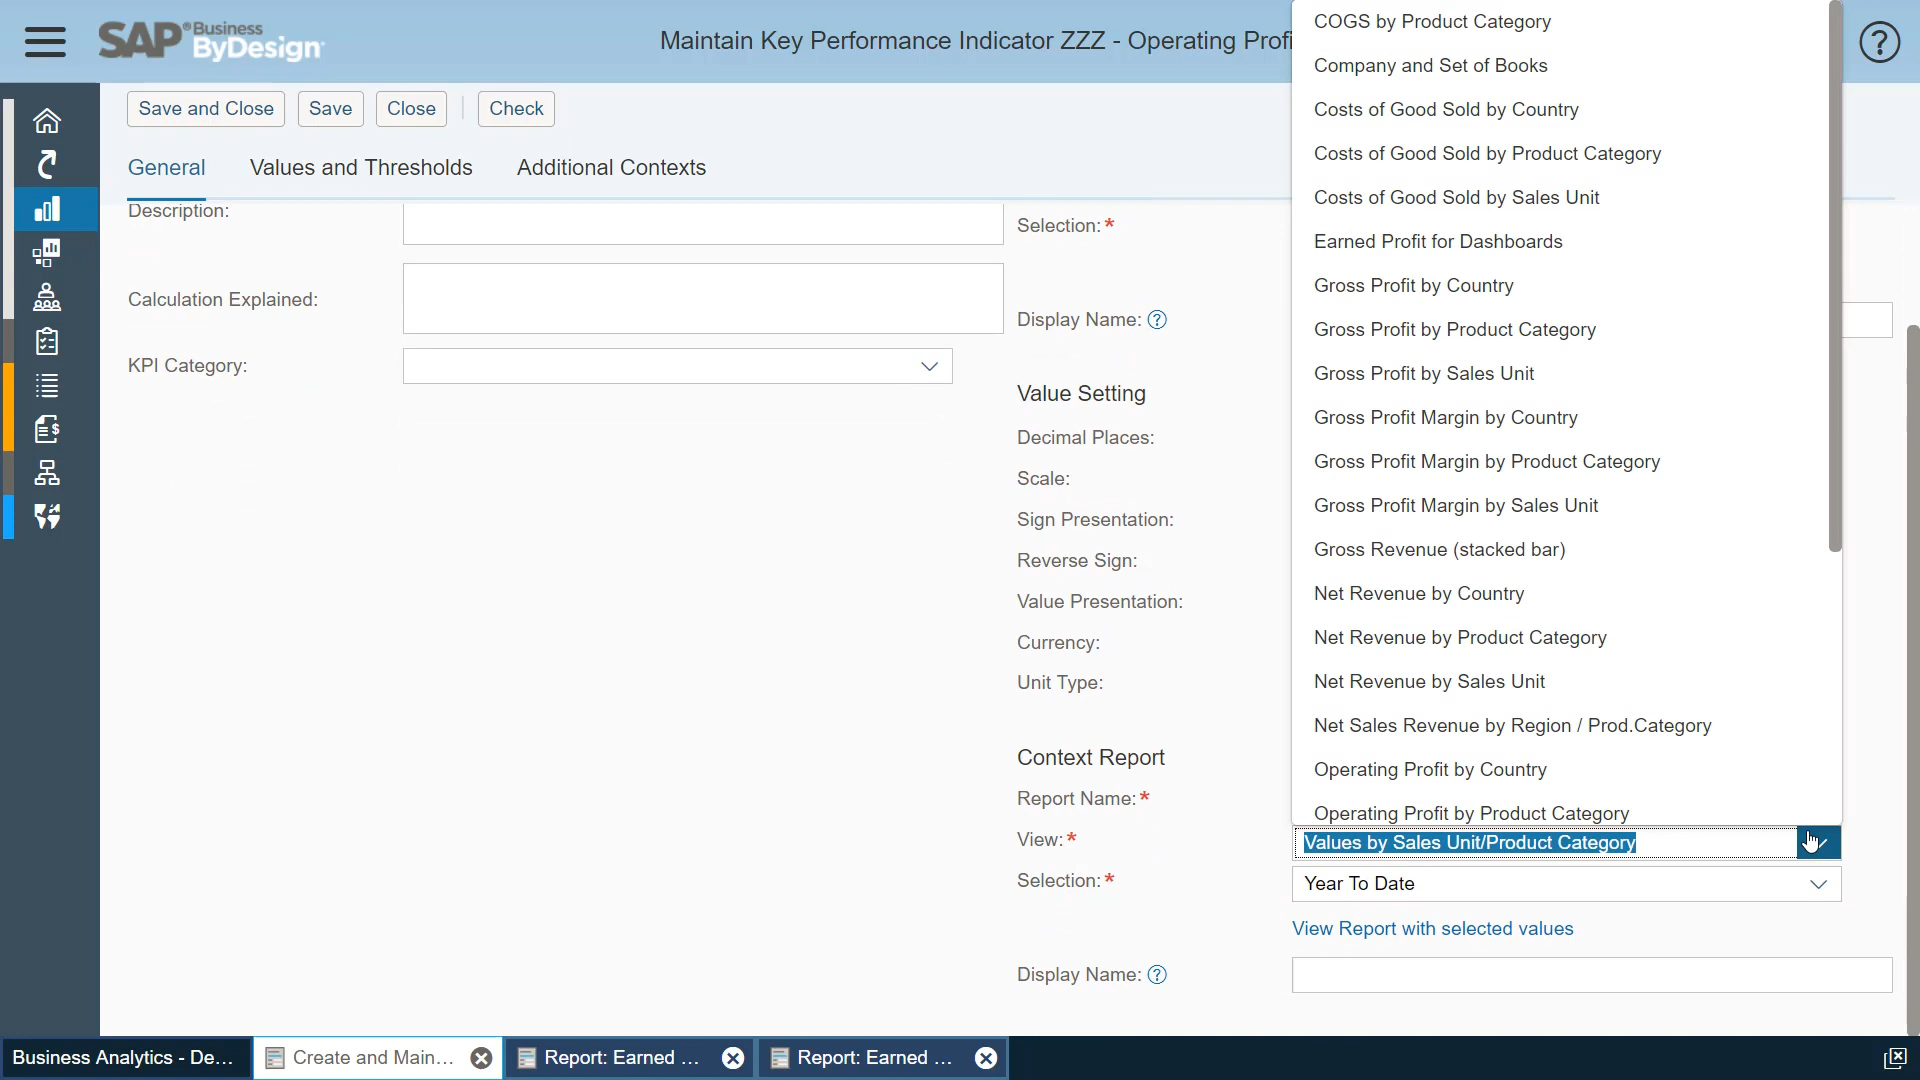 SAP Business ByDesign
Maintain Key Performance Indicator ZZZ - Operating Profi
Save and Close
Save
Close
Check
General
Values and Thresholds
Additional Contexts
Description:
Calculation Explained:
KPI Category:
Selection:*
Display Name: ?
Value Setting
Decimal Places:
Scale:
Sign Presentation:
Reverse Sign:
Value Presentation:
Currency:
Unit Type:
Context Report
Report Name:*
View:*
Selection:*
Display Name: ?
COGS by Product Category
Company and Set of Books
Costs of Good Sold by Country
Costs of Good Sold by Product Category
Costs of Good Sold by Sales Unit
Earned Profit for Dashboards
Gross Profit by Country
Gross Profit by Product Category
Gross Profit by Sales Unit
Gross Profit Margin by Country
Gross Profit Margin by Product Category
Gross Profit Margin by Sales Unit
Gross Revenue (stacked bar)
Net Revenue by Country
Net Revenue by Product Category
Net Revenue by Sales Unit
Net Sales Revenue by Region / Prod.Category
Operating Profit by Country
Operating Profit by Product Category
Values by Sales Unit/Product Category
Year To Date
View Report with selected values
Business Analytics - De...
Create and Main...
Report: Earned ...
Report: Earned ...